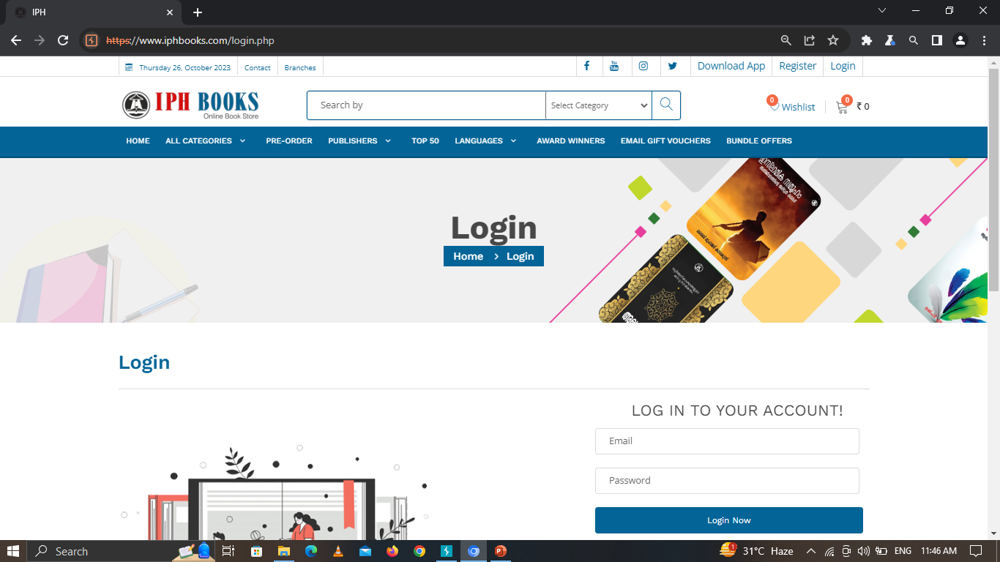 IPH
https://www.iphbooks.com/login.php
Thursday 26, October 2023 Contact Branches Download App Register Login
IPH BOOKS
Online Book Store
Search by Select Category
0 Wishlist 0 ₹ 0
HOME ALL CATEGORIES PRE-ORDER PUBLISHERS TOP 50 LANGUAGES AWARD WINNERS EMAIL GIFT VOUCHERS BUNDLE OFFERS
Login
Home > Login
Login
LOG IN TO YOUR ACCOUNT!
Email
Password
Login Now
Search 1 31°C Haze ENG 11:46 AM